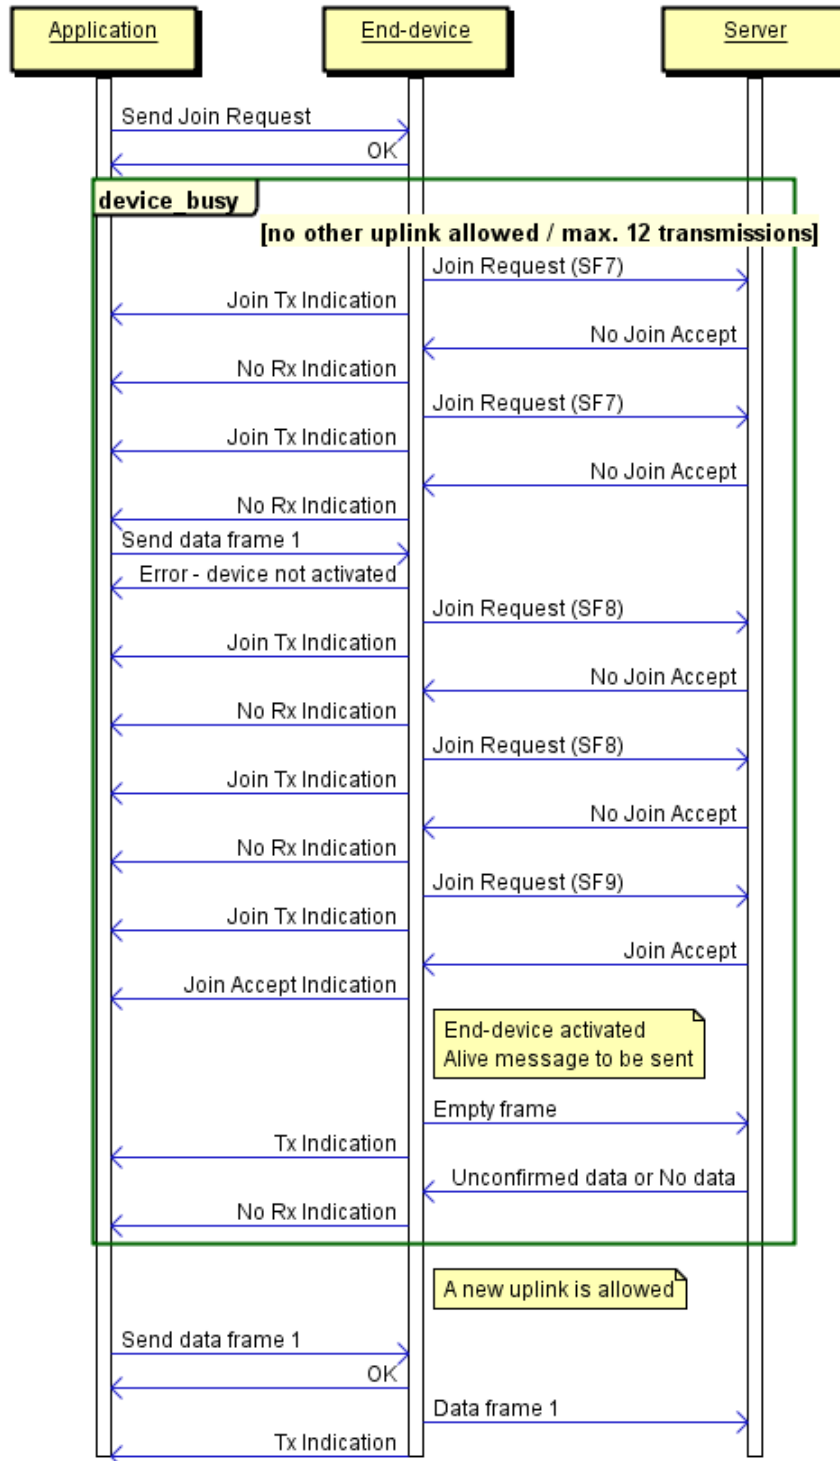 Application
End-device
Server
Send Join Request
OK
device_busy
[no other uplink allowed / max. 12 transmissions]
Join Request (SF7)
Join Tx Indication
No Join Accept
No Rx Indication
Join Request (SF7)
Join Tx Indication
No Join Accept
No Rx Indication
Send data frame 1
Error - device not activated
Join Request (SF8)
Join Tx Indication
No Join Accept
No Rx Indication
Join Request (SF8)
Join Tx Indication
No Join Accept
No Rx Indication
Join Request (SF9)
Join Tx Indication
Join Accept
Join Accept Indication
End-device activated
Alive message to be sent
Empty frame
Tx Indication
Unconfirmed data or No data
No Rx Indication
A new uplink is allowed
Send data frame 1
OK
Data frame 1
Tx Indication